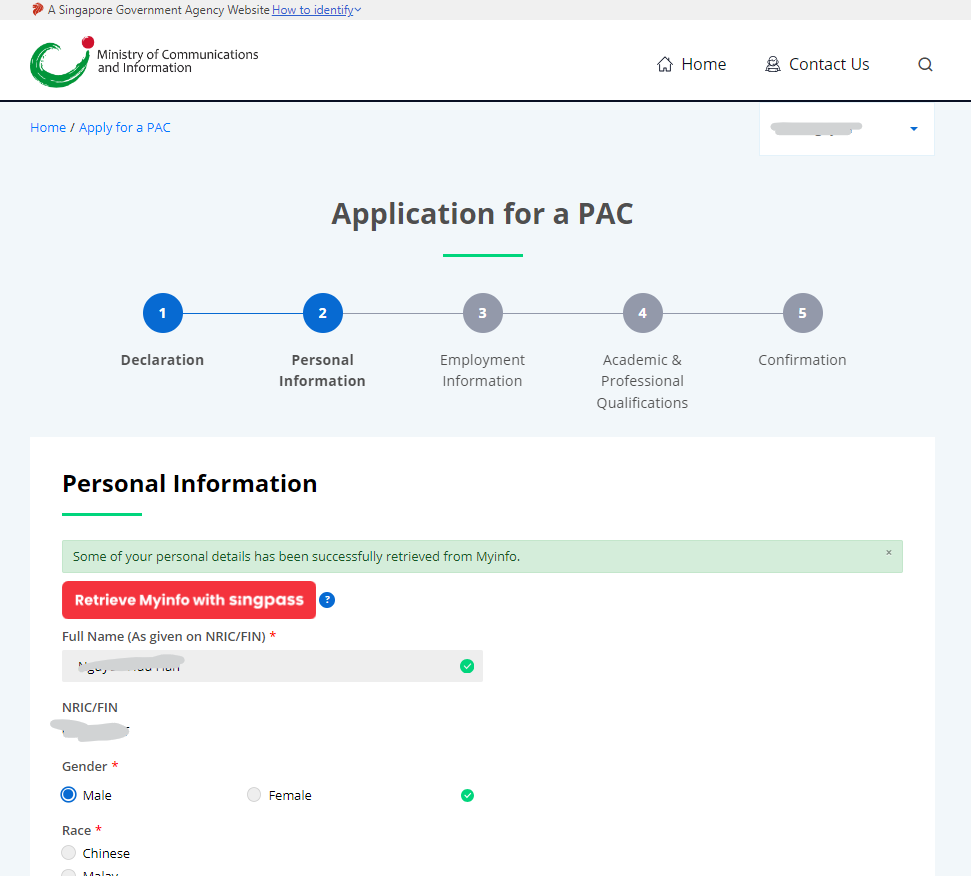 A Singapore Government Agency Website How to identify
Ministry of Communications
and Information
Home
Contact Us
Home / Apply for a PAC
Application for a PAC
1
2
3
4
5
Declaration
Personal
Information
Employment
Information
Academic &
Professional
Qualifications
Confirmation
Personal Information
Some of your personal details has been successfully retrieved from Myinfo.
×
Retrieve Myinfo with singpass
?
Full Name (As given on NRIC/FIN) *
NRIC/FIN
Gender *
Male
Female
Race *
Chinese
Malay